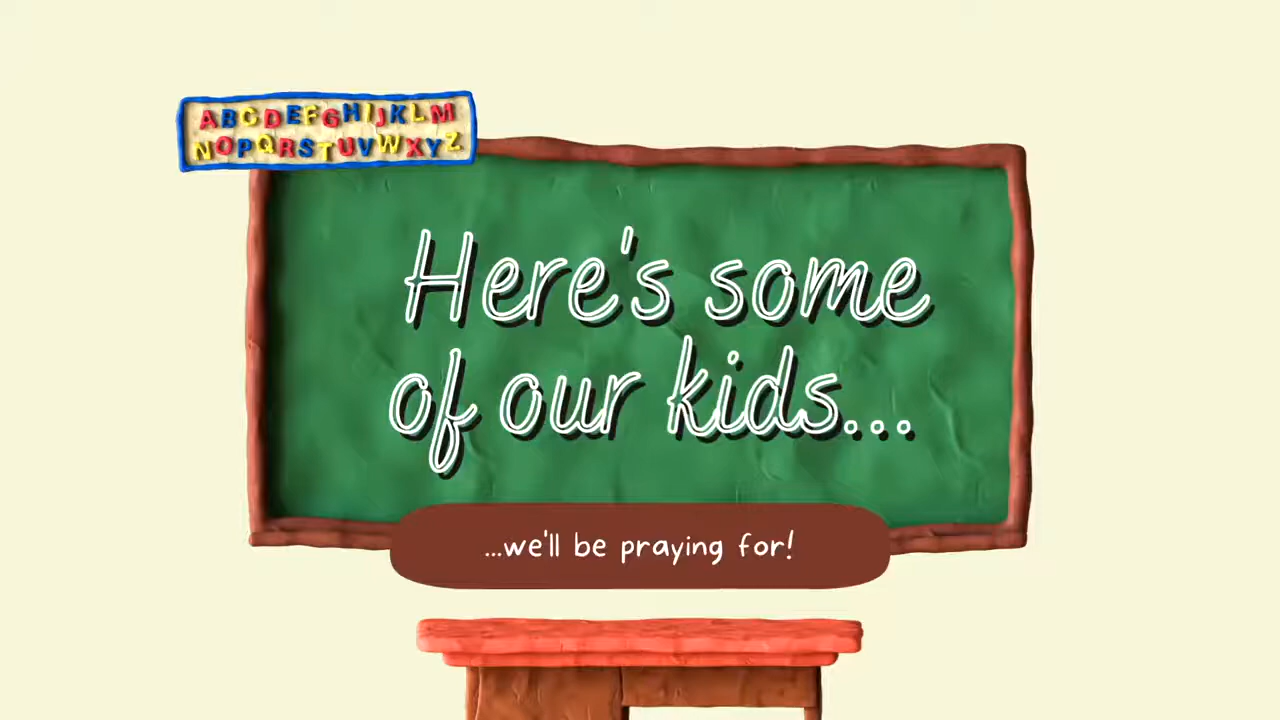 ABCDEFGHIJKLM
NOPQRSTUVWXYZ
Here's some
of our kids...
...we'll be praying for!